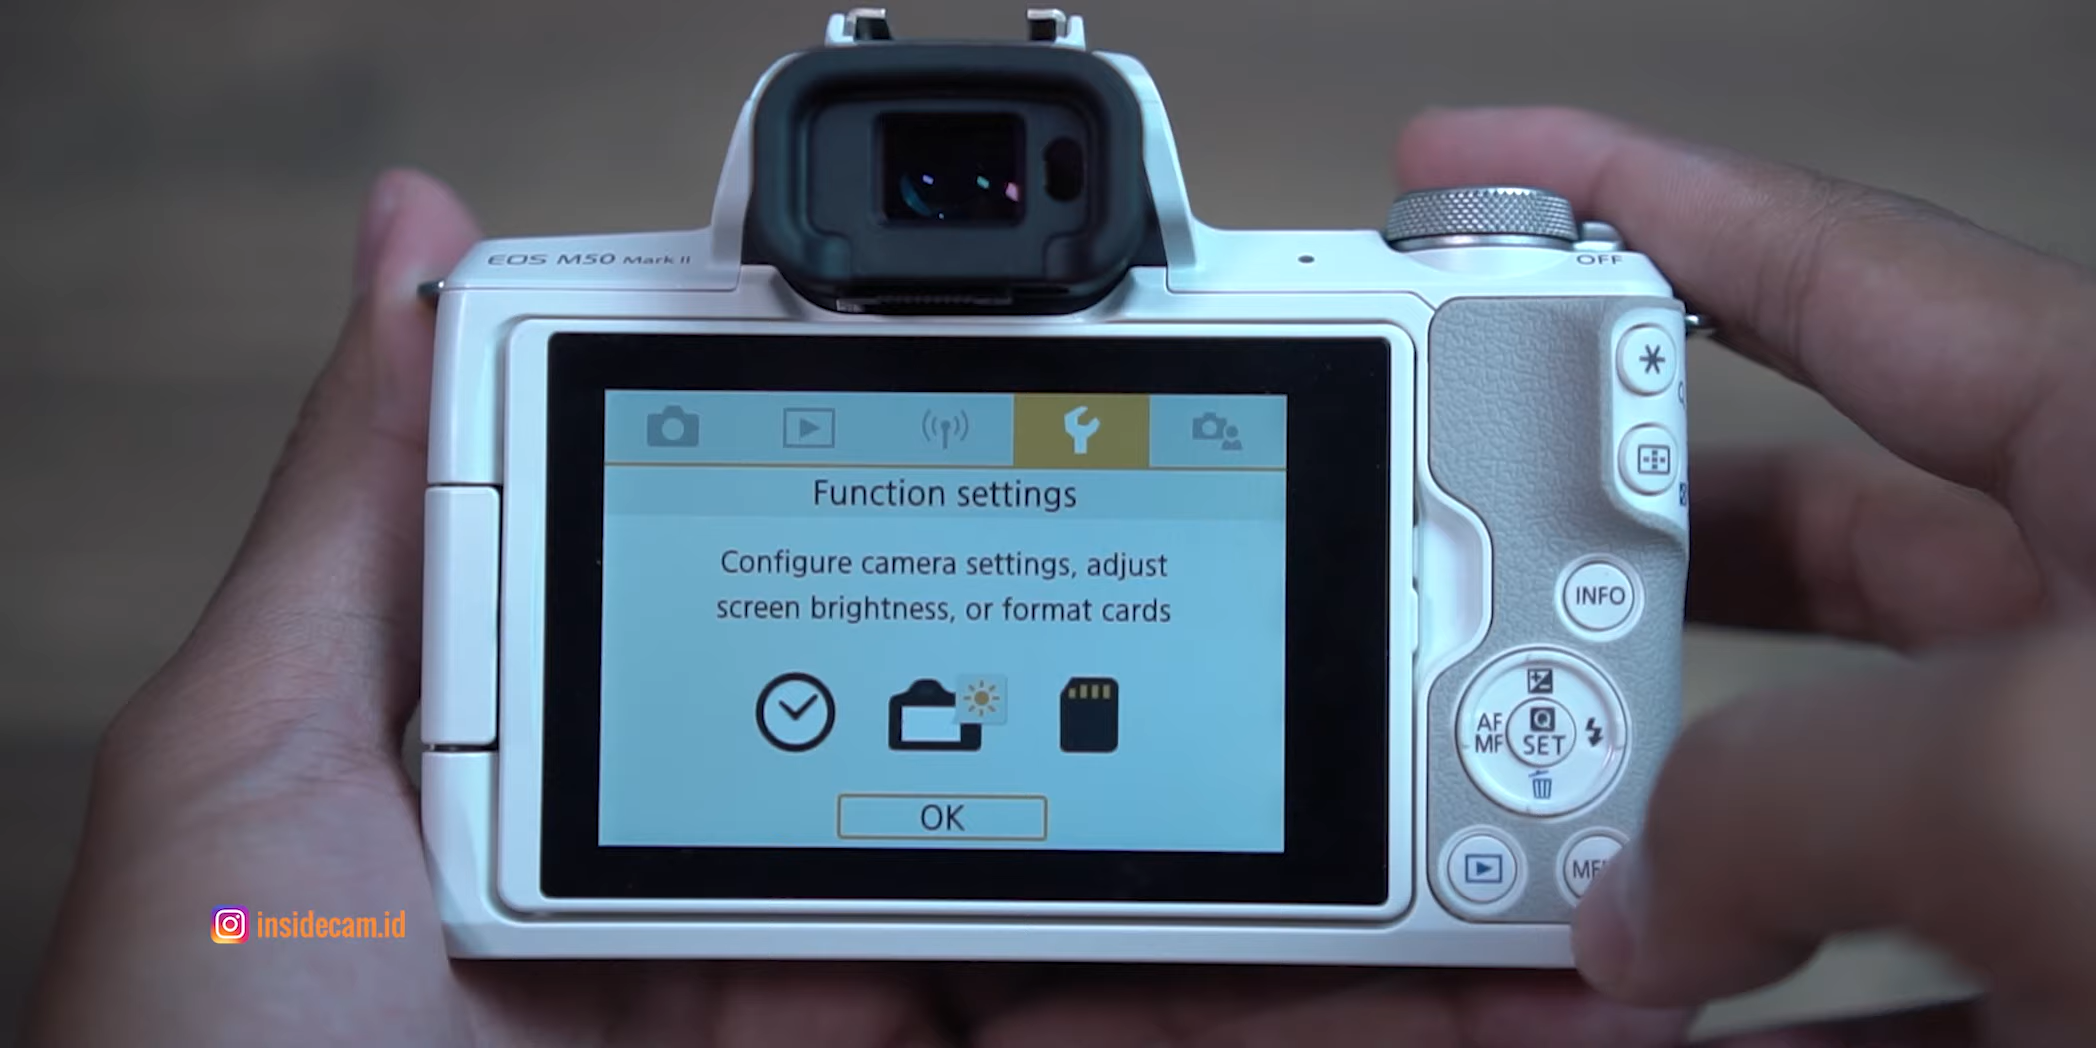 EOS M50 Mark II
OFF
Function settings
Configure camera settings, adjust
screen brightness, or format cards
OK
INFO
AF
MF
Q
SET
insidecam.id